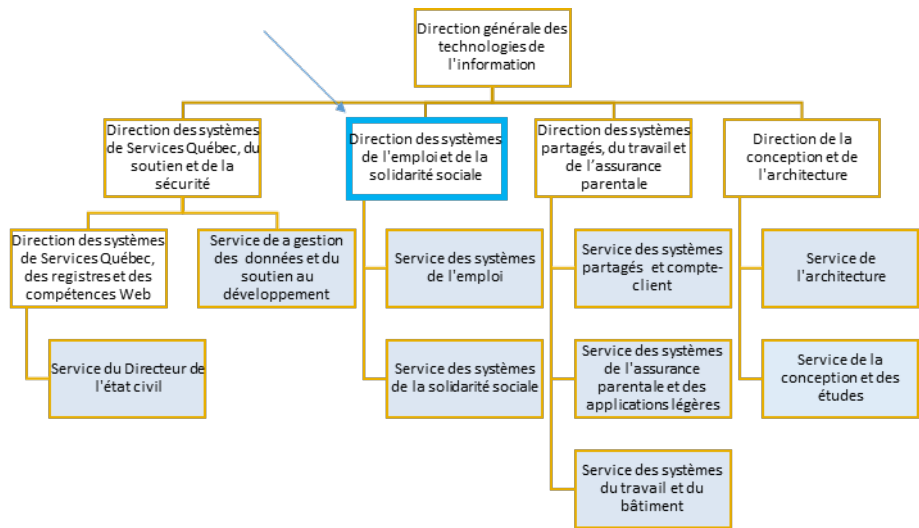 Direction générale des
technologies de
l'information
Direction des systèmes
de Services Québec, du
soutien et de la
sécurité
Direction des systèmes
de l'emploi et de la
solidarité sociale
Direction des systèmes
partagés, du travail et
de l’assurance
parentale
Direction de la
conception et de
l'architecture
Direction des systèmes
de Services Québec,
des registres et des
compétences Web
Service de a gestion
des données et du
soutien au
développement
Service des systèmes
de l'emploi
Service des systèmes
partagés et compte-
client
Service de
l'architecture
Service du Directeur de
l'état civil
Service des systèmes
de la solidarité sociale
Service des systèmes
de l'assurance
parentale et des
applications légères
Service de la
conception et des
études
Service des systèmes
du travail et du
bâtiment